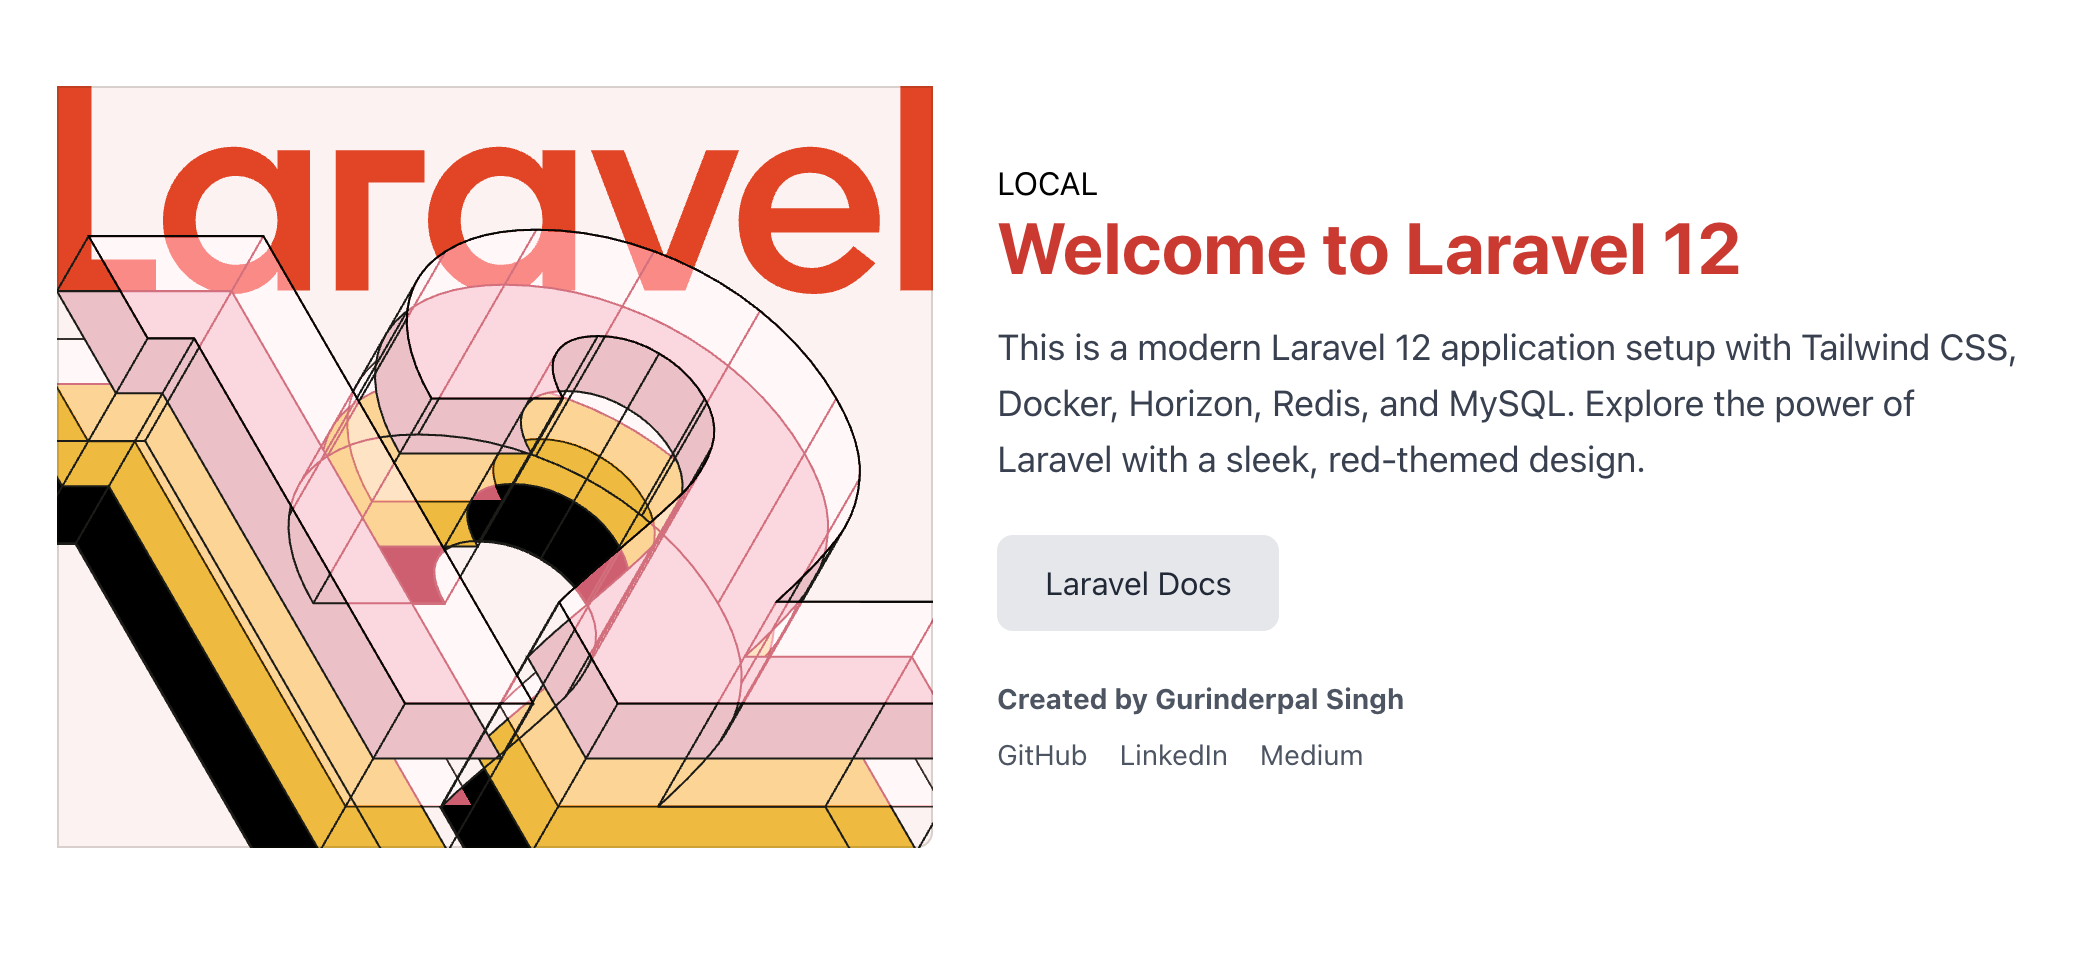 Laravel
LOCAL
Welcome to Laravel 12
This is a modern Laravel 12 application setup with Tailwind CSS,
Docker, Horizon, Redis, and MySQL. Explore the power of
Laravel with a sleek, red-themed design.
Laravel Docs
Created by Gurinderpal Singh
GitHub LinkedIn Medium